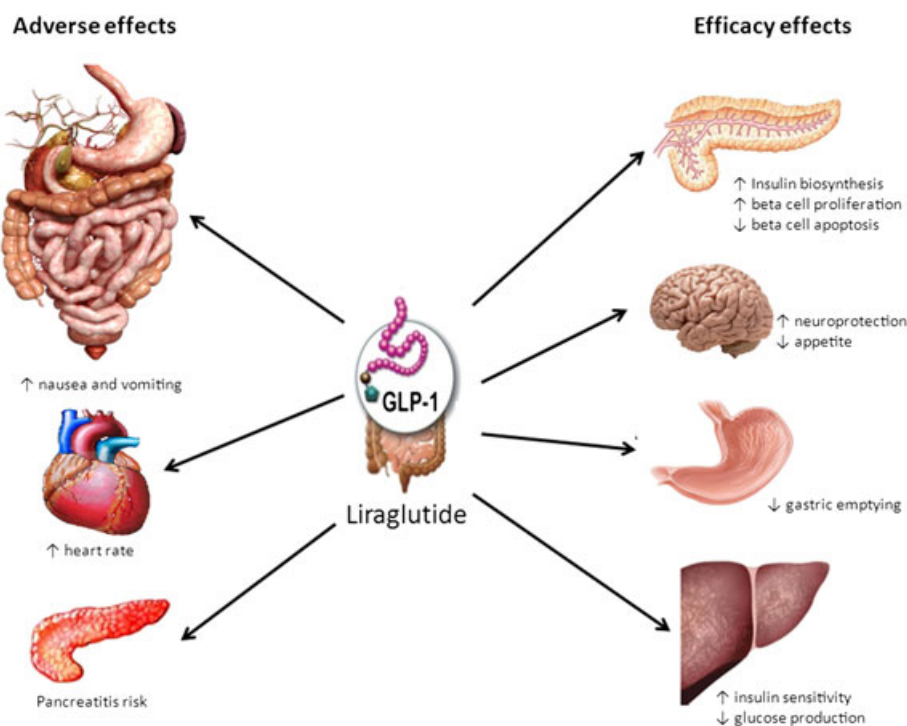 Adverse effects
↑ nausea and vomiting
↑ heart rate
Pancreatitis risk
GLP-1
Liraglutide
Efficacy effects
↑ Insulin biosynthesis
↑ beta cell proliferation
↓ beta cell apoptosis
↑ neuroprotection
↓ appetite
↓ gastric emptying
↑ insulin sensitivity
↓ glucose production